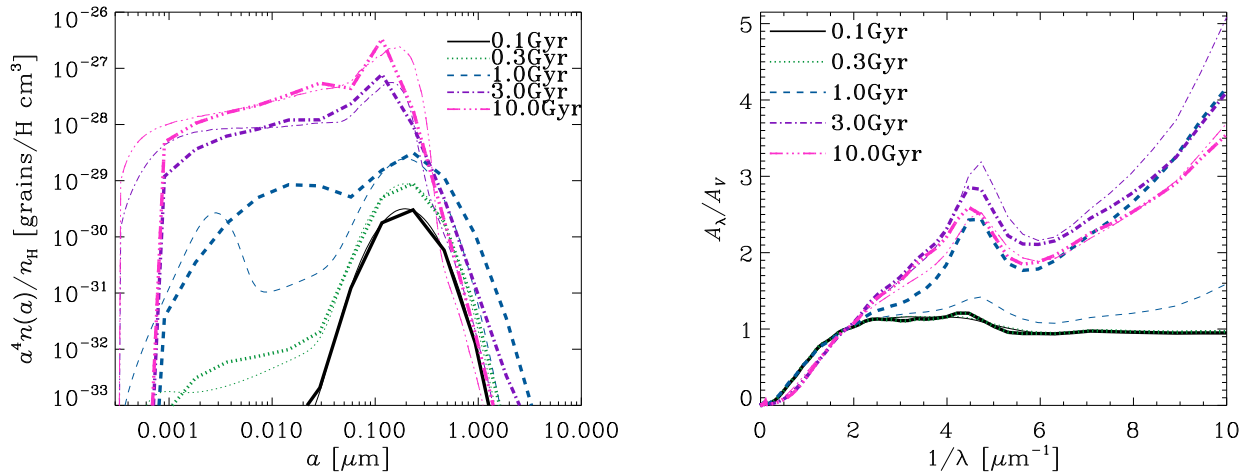 10⁻²⁶
10⁻²⁷
10⁻²⁸
10⁻²⁹
10⁻³⁰
10⁻³¹
10⁻³²
10⁻³³
a⁴n(a)/n_H [grains/H cm³]
0.1Gyr
0.3Gyr
1.0Gyr
3.0Gyr
10.0Gyr
0.001 0.010 0.100 1.000 10.000
a [μm]
5
4
3
2
1
0
A_λ/A_V
0.1Gyr
0.3Gyr
1.0Gyr
3.0Gyr
10.0Gyr
0 2 4 6 8 10
1/λ [μm⁻¹]